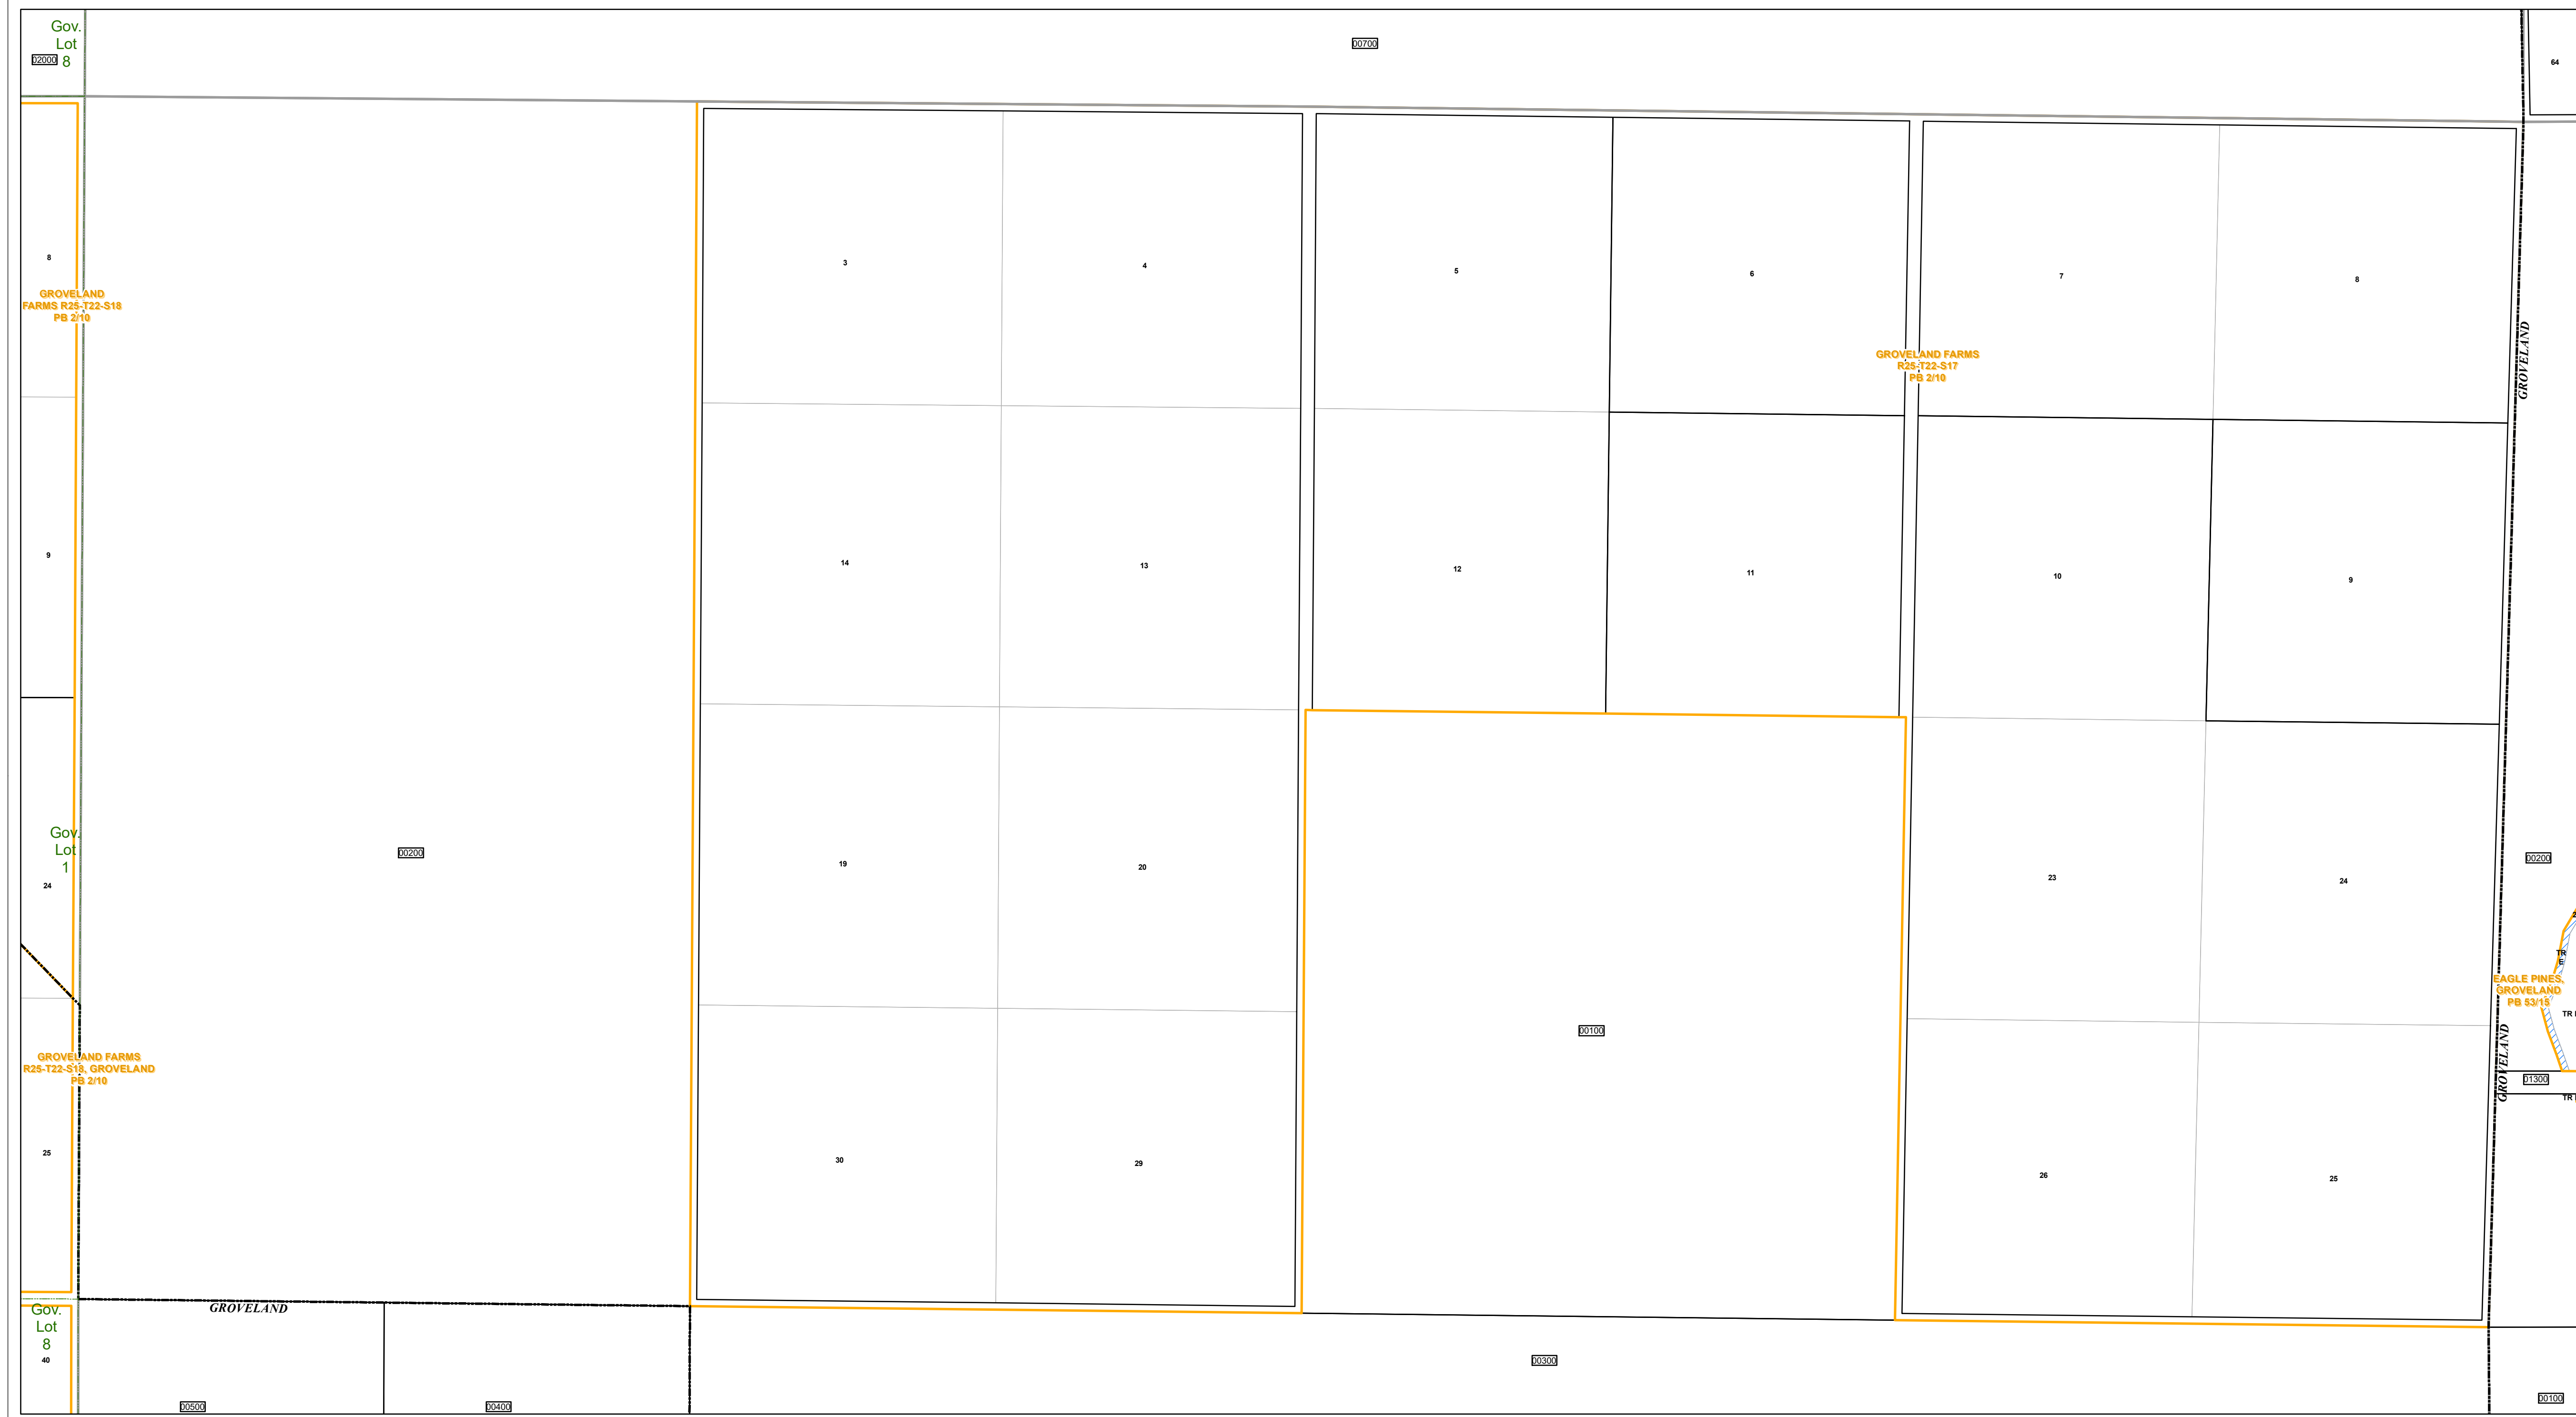 Gov.
Lot
8
02000
00700
64
8
GROVELAND
FARMS R25-T22-S18
PB 2/10
3
4
5
6
7
8
GROVELAND FARMS
R25-T22-S17
PB 2/10
GROVELAND
9
14
13
12
11
10
9
Gov.
Lot
1
24
00200
19
20
23
24
00200
TR
E
EAGLE PINES,
GROVELAND
PB 53/15
TR
00100
GROVELAND FARMS
R25-T22-S18, GROVELAND
PB 2/10
GROVELAND
01300
TR
25
30
29
26
25
Gov.
Lot
8
40
GROVELAND
00300
00500
00400
00100